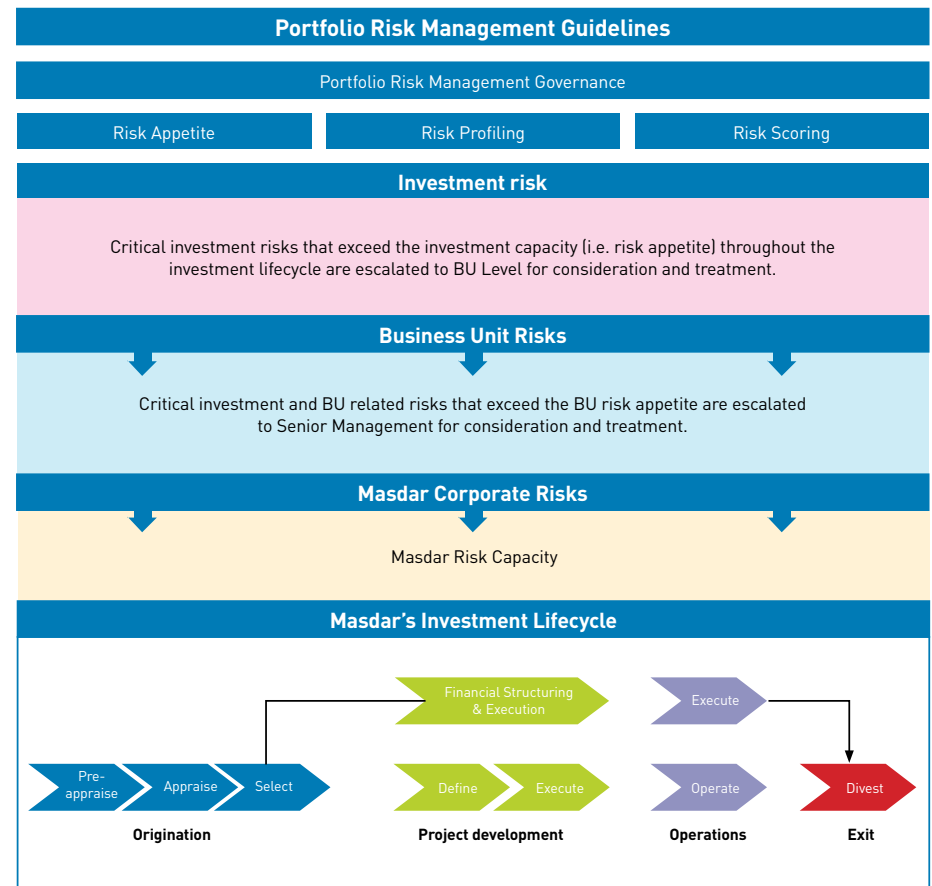 Portfolio Risk Management Guidelines
Portfolio Risk Management Governance
Risk Appetite
Risk Profiling
Risk Scoring
Investment risk
Critical investment risks that exceed the investment capacity (i.e. risk appetite) throughout the
investment lifecycle are escalated to BU Level for consideration and treatment.
Business Unit Risks
Critical investment and BU related risks that exceed the BU risk appetite are escalated
to Senior Management for consideration and treatment.
Masdar Corporate Risks
Masdar Risk Capacity
Masdar's Investment Lifecycle
Financial Structuring
& Execution
Execute
Pre-
appraise
Appraise
Select
Define
Execute
Operate
Divest
Origination
Project development
Operations
Exit